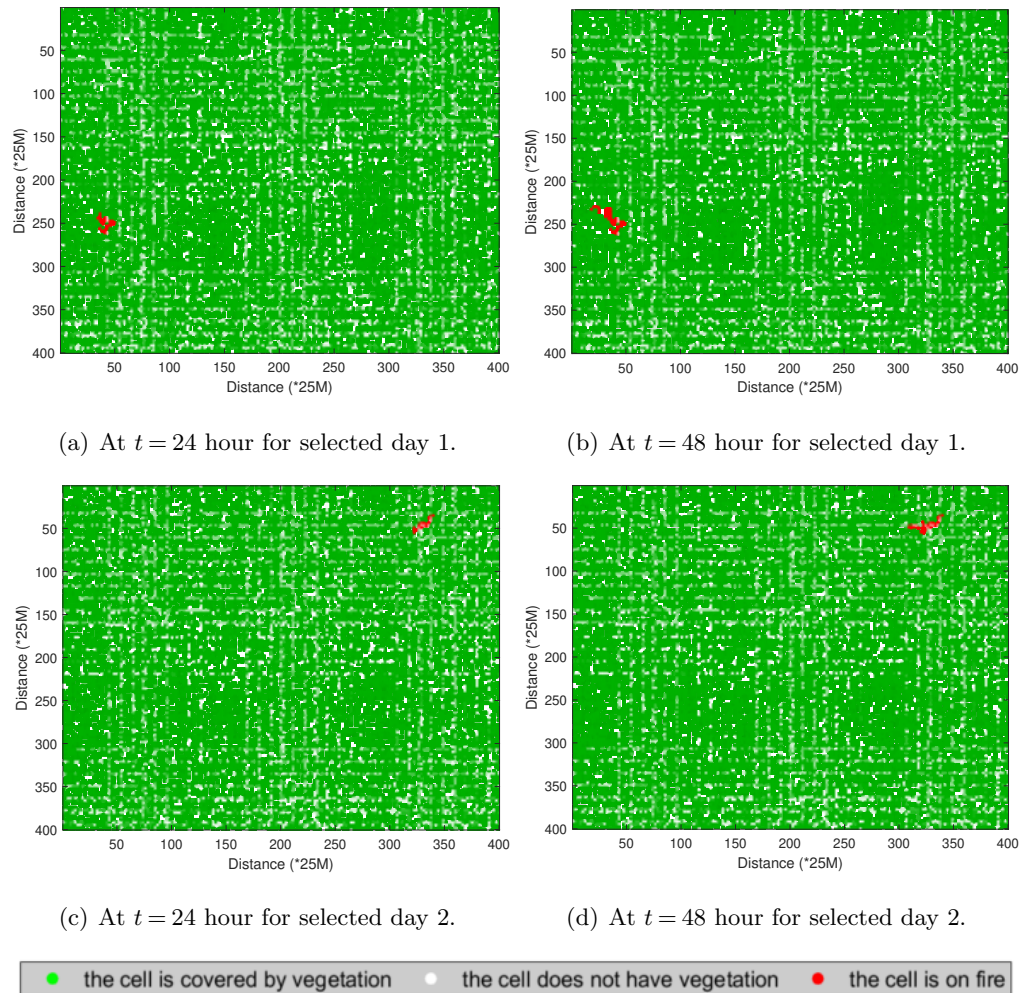 50
100
150
200
250
300
350
400
Distance (*25M)
50 100 150 200 250 300 350 400
Distance (*25M)
(a) At t = 24 hour for selected day 1.
50
100
150
200
250
300
350
400
Distance (*25M)
50 100 150 200 250 300 350 400
Distance (*25M)
(b) At t = 48 hour for selected day 1.
50
100
150
200
250
300
350
400
Distance (*25M)
50 100 150 200 250 300 350 400
Distance (*25M)
(c) At t = 24 hour for selected day 2.
50
100
150
200
250
300
350
400
Distance (*25M)
50 100 150 200 250 300 350 400
Distance (*25M)
(d) At t = 48 hour for selected day 2.
the cell is covered by vegetation the cell does not have vegetation the cell is on fire